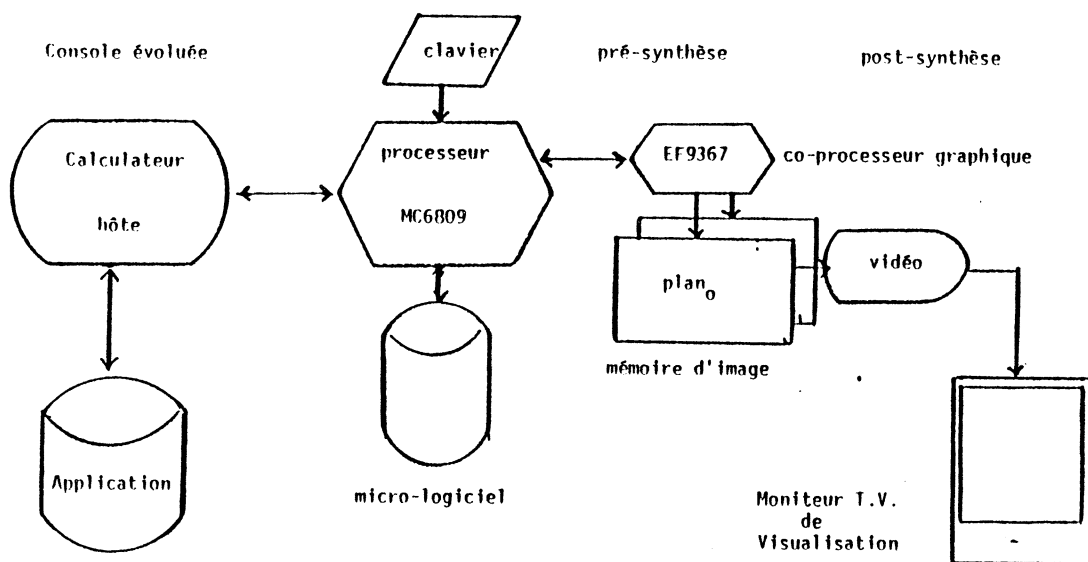 Console évoluée
clavier
pré-synthèse
post-synthèse
Calculateur
hôte
processeur
MC6809
EF9367
co-processeur graphique
plano
vidéo
mémoire d'image
Application
micro-logiciel
Moniteur T.V.
de
Visualisation